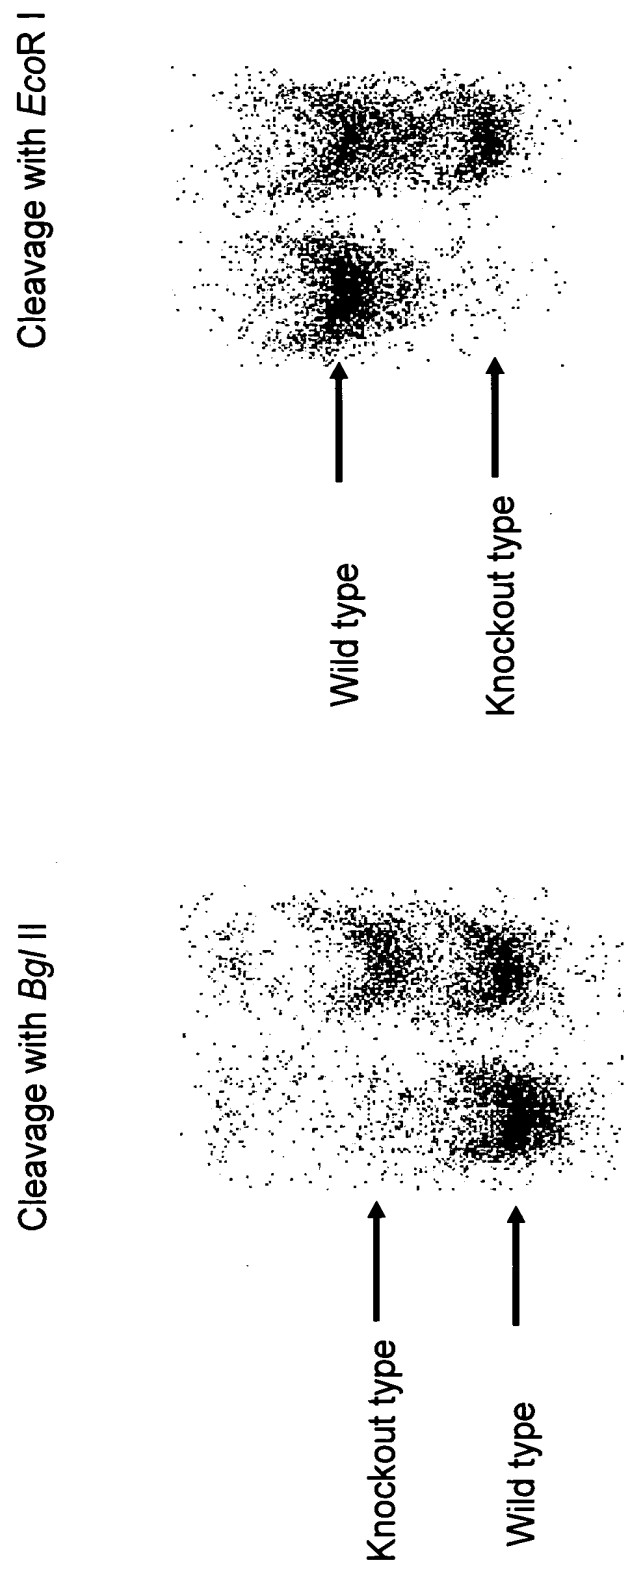 Cleavage with Bgl II
Knockout type
Wild type
Cleavage with EcoR I
Wild type
Knockout type